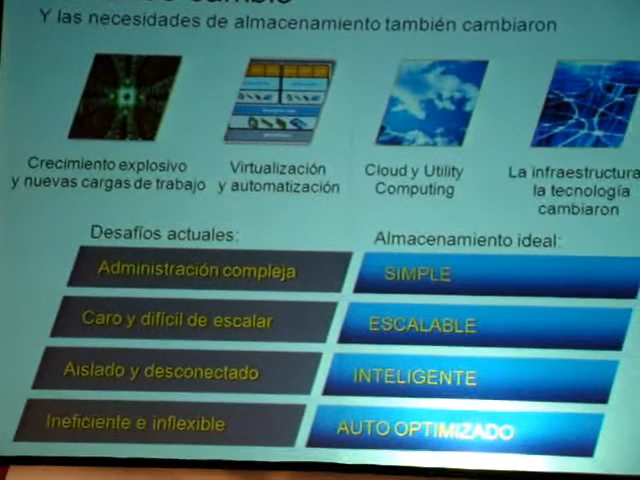 Y las necesidades de almacenamiento también cambiaron
Crecimiento explosivo
y nuevas cargas de trabajo
Virtualización
y automatización
Cloud y Utility
Computing
La infraestructura
la tecnología
cambiaron
Desafíos actuales:
Almacenamiento ideal:
Administración compleja
SIMPLE
Caro y difícil de escalar
ESCALABLE
Aislado y desconectado
INTELIGENTE
Ineficiente e inflexible
AUTO OPTIMIZADO